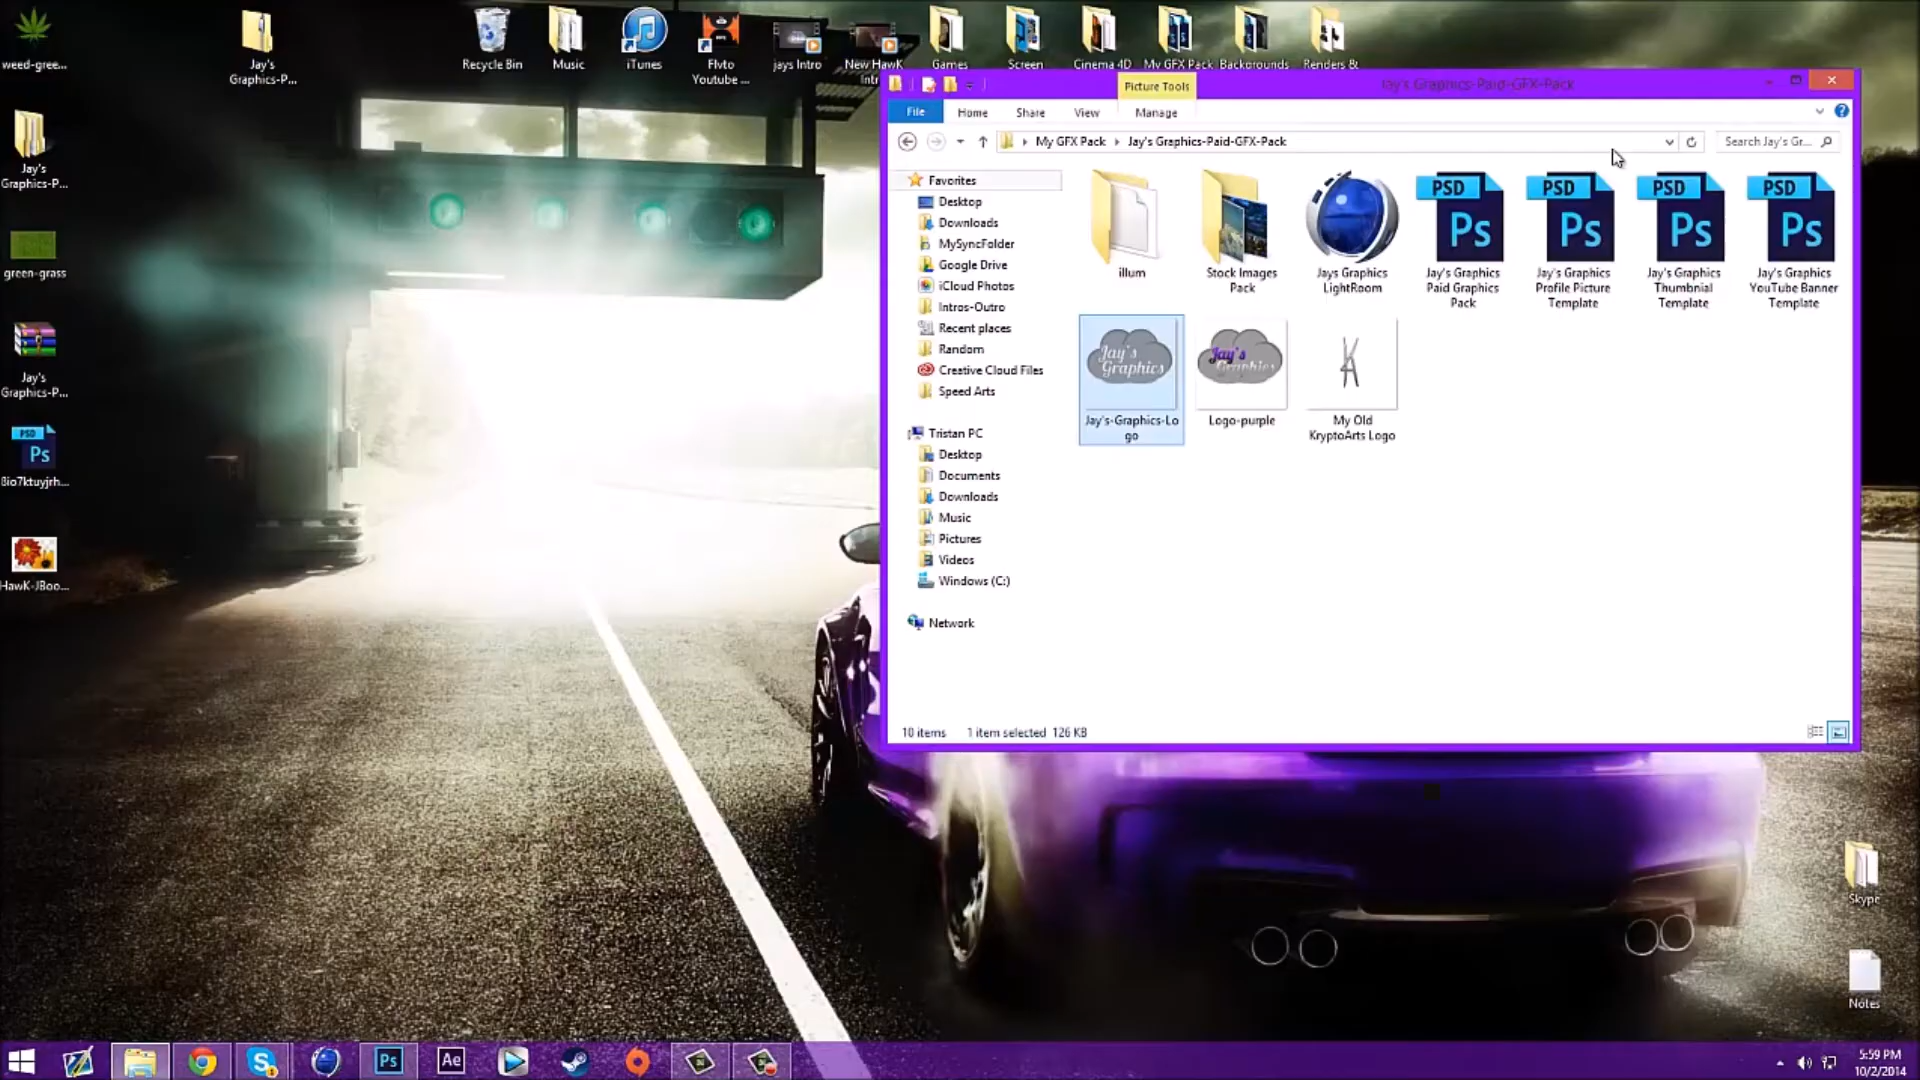 weed-gree...
Jay's
Graphics-P...
Recycle Bin
Music
iTunes
Flvto
Youtube ...
jays Intro
New HawK
Intr
Games
Screen
Cinema 4D
My GFX Pack
Backgrounds
Renders &
Jay's
Graphics-P...
green-grass
Jay's
Graphics-P...
PSD
Ps
8io7ktuyjrh...
HawK-JBoo...
Picture Tools
Jay's Graphics-Paid-GFX-Pack
File
Home
Share
View
Manage
My GFX Pack
Jay's Graphics-Paid-GFX-Pack
Search Jay's Gr...
Favorites
Desktop
Downloads
MySyncFolder
Google Drive
iCloud Photos
Intros-Outro
Recent places
Random
Creative Cloud Files
Speed Arts
Tristan PC
Desktop
Documents
Downloads
Music
Pictures
Videos
Windows (C:)
Network
illum
Stock Images
Pack
Jays Graphics
LightRoom
PSD
Ps
Jay's Graphics
Paid Graphics
Pack
PSD
Ps
Jay's Graphics
Profile Picture
Template
PSD
Ps
Jay's Graphics
Thumbnial
Template
PSD
Ps
Jay's Graphics
YouTube Banner
Template
Jay's
Graphics
Jay's-Graphics-Lo
go
Jay's
Graphics
Logo-purple
My Old
KryptoArts Logo
10 items
1 item selected 126 KB
Skype
Notes
Ps
Ae
5:59 PM
10/2/2014